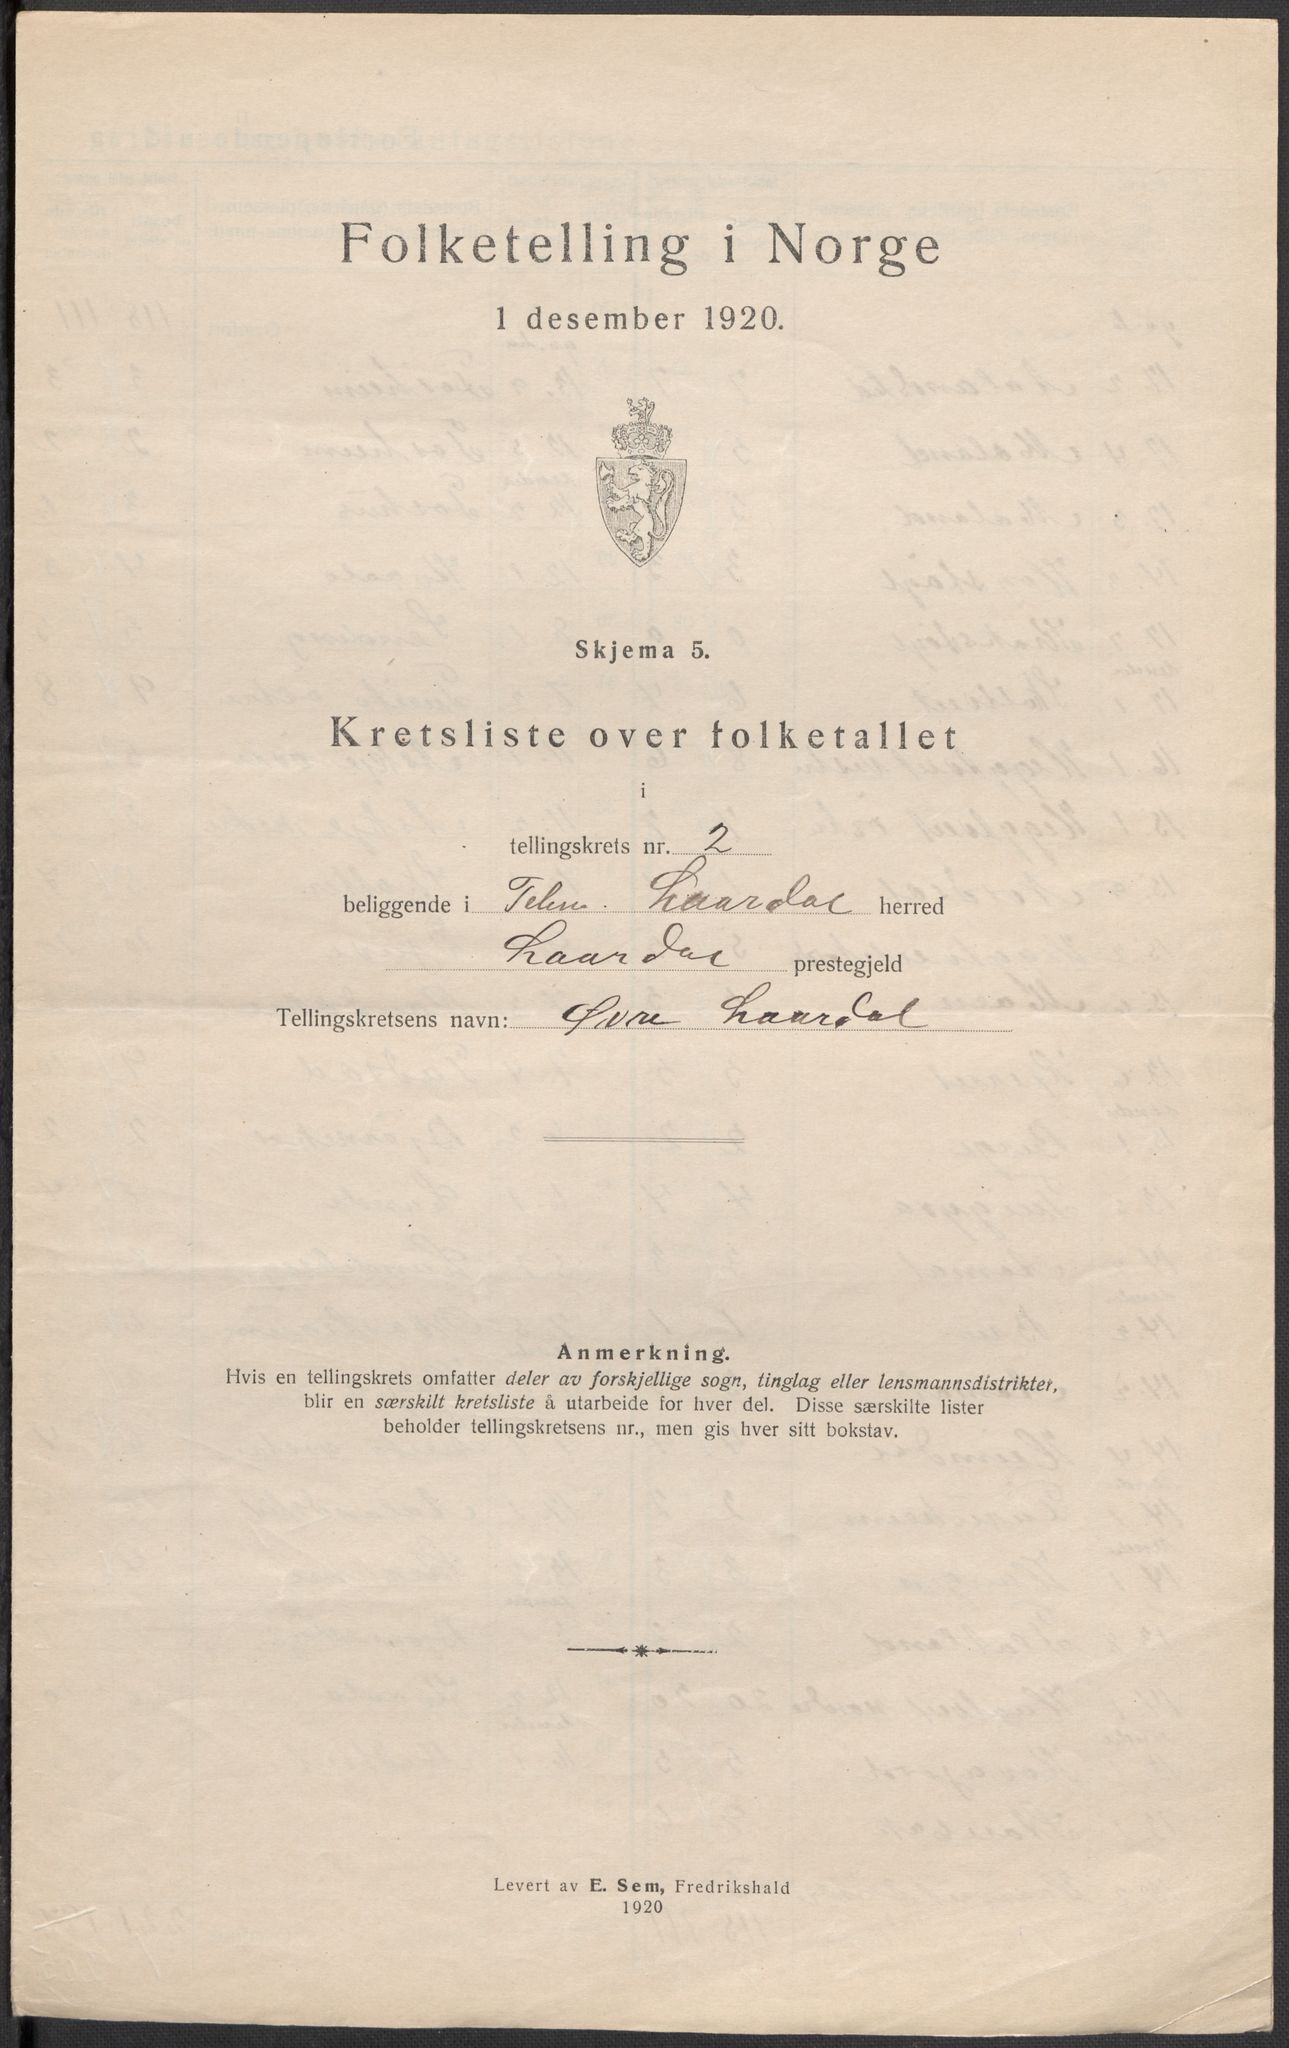 Folketelling i Norge
1 desember 1920.
Skjema 5.
Kretsliste over folketallet
i
tellingskrets nr. 2
beliggende i Telem. Laardal herred
Laardal prestegjeld
Tellingskretsens navn: Øvre Laardal
Anmerkning.
Hvis en tellingskrets omfatter deler av forskjellige sogn, tinglag eller lensmannsdistrikter,
blir en særskilt kretsliste å utarbeide for hver del. Disse særskilte lister
beholder tellingskretsens nr., men gis hver sitt bokstav.
Levert av E. Sem, Fredrikshald
1920